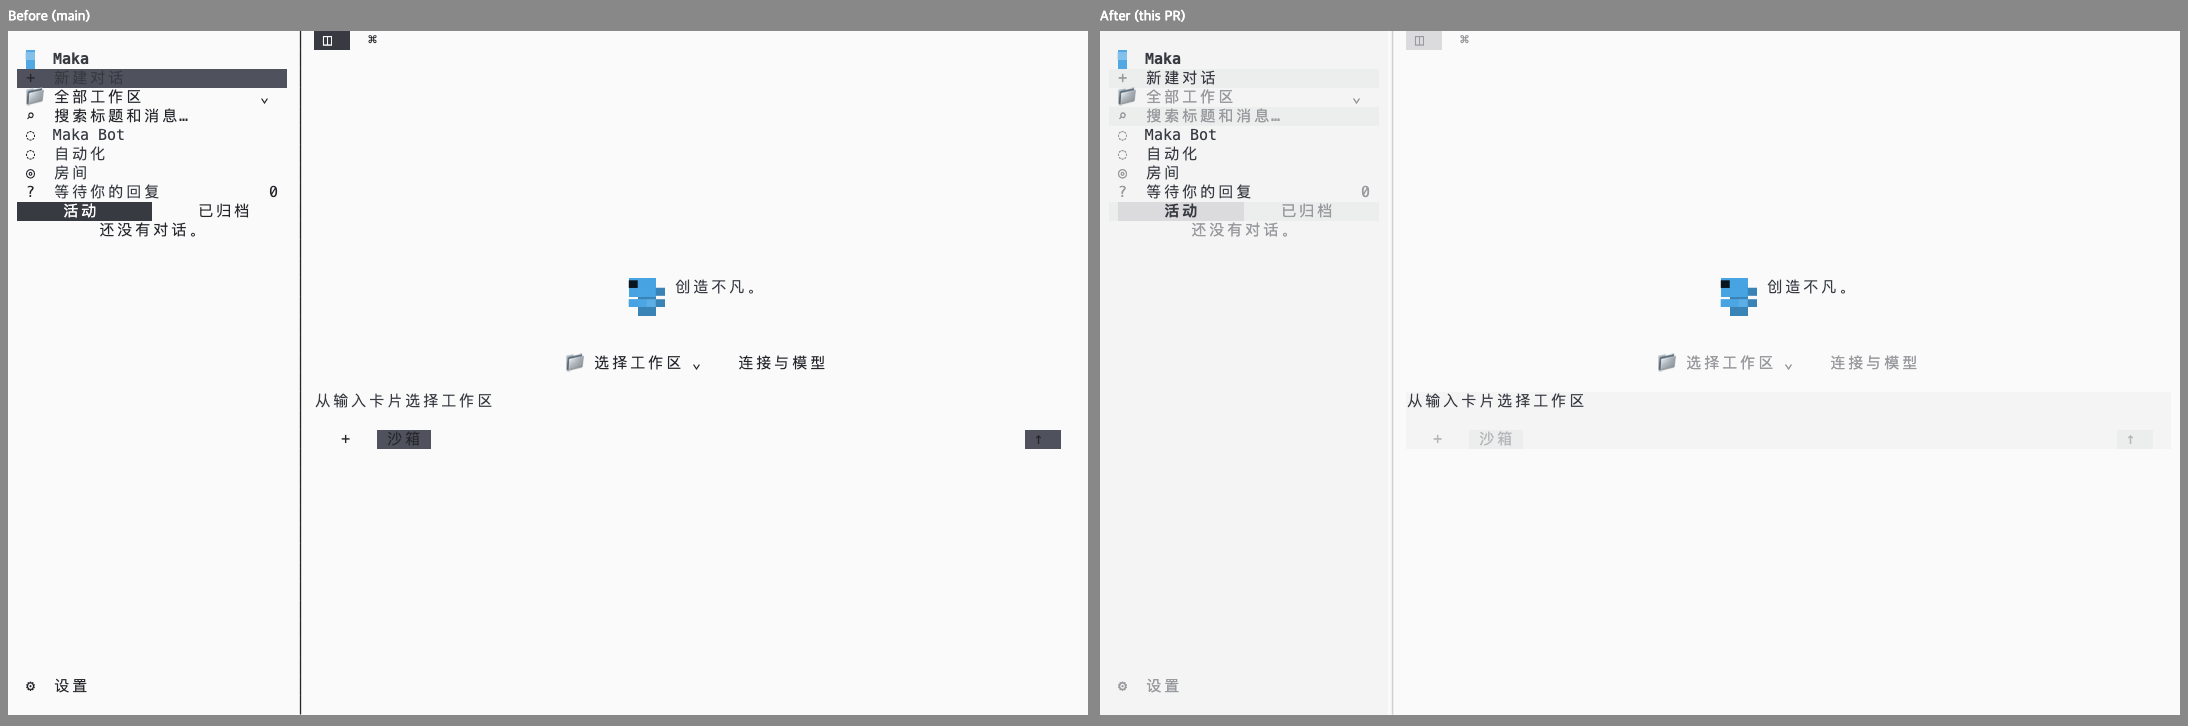 Before (main)
Maka
+ 新建对话
全部工作区
搜索标题和消息…
Maka Bot
自动化
房间
? 等待你的回复 0
活动 已归档
还没有对话。
设置
⌘
创造不凡。
选择工作区 连接与模型
从输入卡片选择工作区
+ 沙箱 ↑
After (this PR)
Maka
+ 新建对话
全部工作区
搜索标题和消息…
Maka Bot
自动化
房间
? 等待你的回复 0
活动 已归档
还没有对话。
设置
⌘
创造不凡。
选择工作区 连接与模型
从输入卡片选择工作区
+ 沙箱 ↑